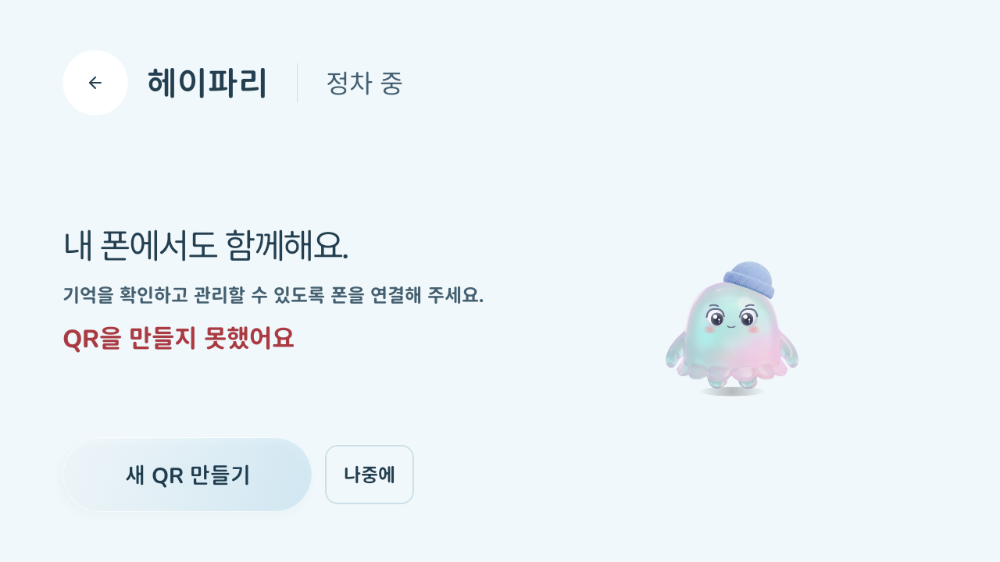 헤이파리
정차 중
내 폰에서도 함께해요.
기억을 확인하고 관리할 수 있도록 폰을 연결해 주세요.
QR을 만들지 못했어요
새 QR 만들기
나중에